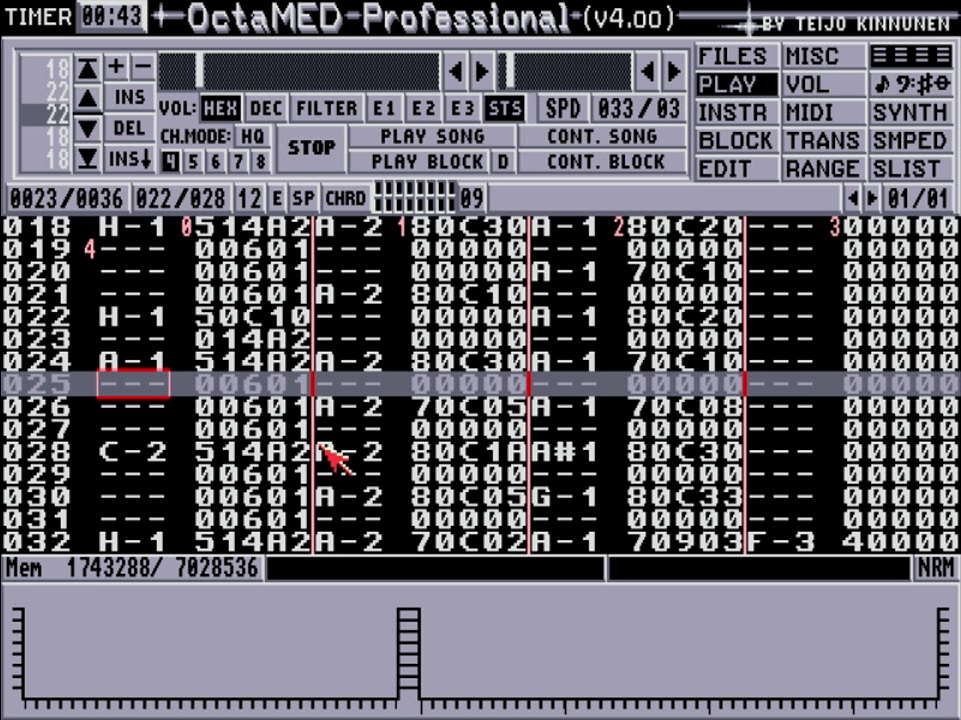 TIMER 00:43 OctaMED-Professional (v4.00) BY TEIJO KINNUNEN
18 + − FILES MISC
22 INS PLAY VOL
22 VOL: HEX DEC FILTER E1 E2 E3 STS SPD 033/03 INSTR MIDI SYNTH
18 DEL CH.MODE: HQ STOP PLAY SONG CONT. SONG BLOCK TRANS SMPED
18 INS↓ 4 5 6 7 8 PLAY BLOCK D CONT. BLOCK EDIT RANGE SLIST
0023/0036 022/028 12 E SP CHRD 09 01/01
018 H-1 0 514A2 A-2 1 80C30 A-1 2 80C20 --- 3 00000
019 4 --- 00601 --- 00000 --- 00000 --- 00000
020 --- 00601 --- 00000 A-1 70C10 --- 00000
021 --- 00601 A-2 80C10 --- 00000 --- 00000
022 H-1 50C10 --- 00000 A-1 80C20 --- 00000
023 --- 014A2 --- 00000 --- 00000 --- 00000
024 A-1 514A2 A-2 80C30 A-1 70C10 --- 00000
025 --- 00601 --- 00000 --- 00000 --- 00000
026 --- 00601 A-2 70C05 A-1 70C08 --- 00000
027 --- 00601 --- 00000 --- 00000 --- 00000
028 C-2 514A2 A-2 80C1A A#1 80C30 --- 00000
029 --- 00601 --- 00000 --- 00000 --- 00000
030 --- 00601 A-2 80C05 G-1 80C33 --- 00000
031 --- 00601 --- 00000 --- 00000 --- 00000
032 H-1 514A2 A-2 70C02 A-1 70903 F-3 40000
Mem 1743288/ 7028536 NRM